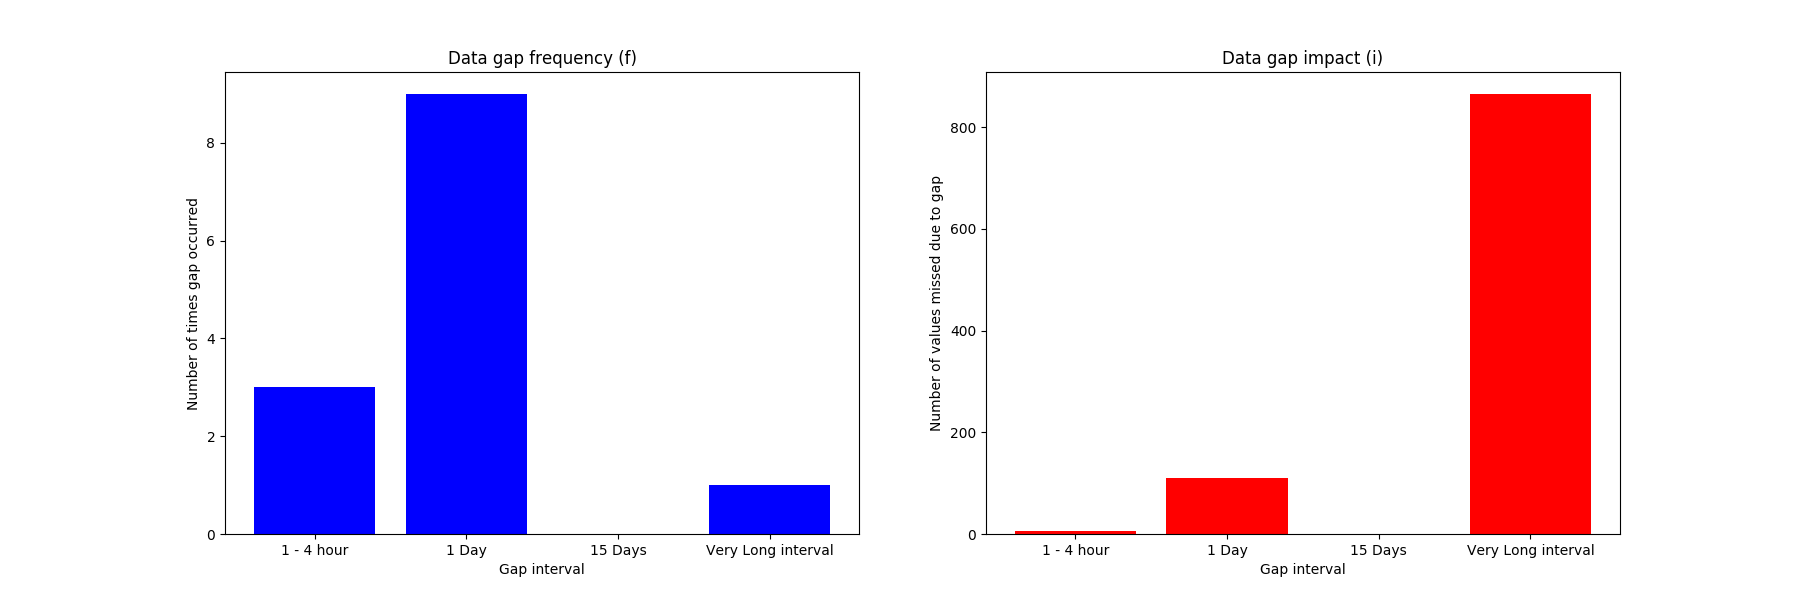 Data gap frequency (f)
Number of times gap occurred
8
6
4
2
0
1 - 4 hour
1 Day
15 Days
Very Long interval
Gap interval
Data gap impact (i)
Number of values missed due to gap
800
600
400
200
0
1 - 4 hour
1 Day
15 Days
Very Long interval
Gap interval